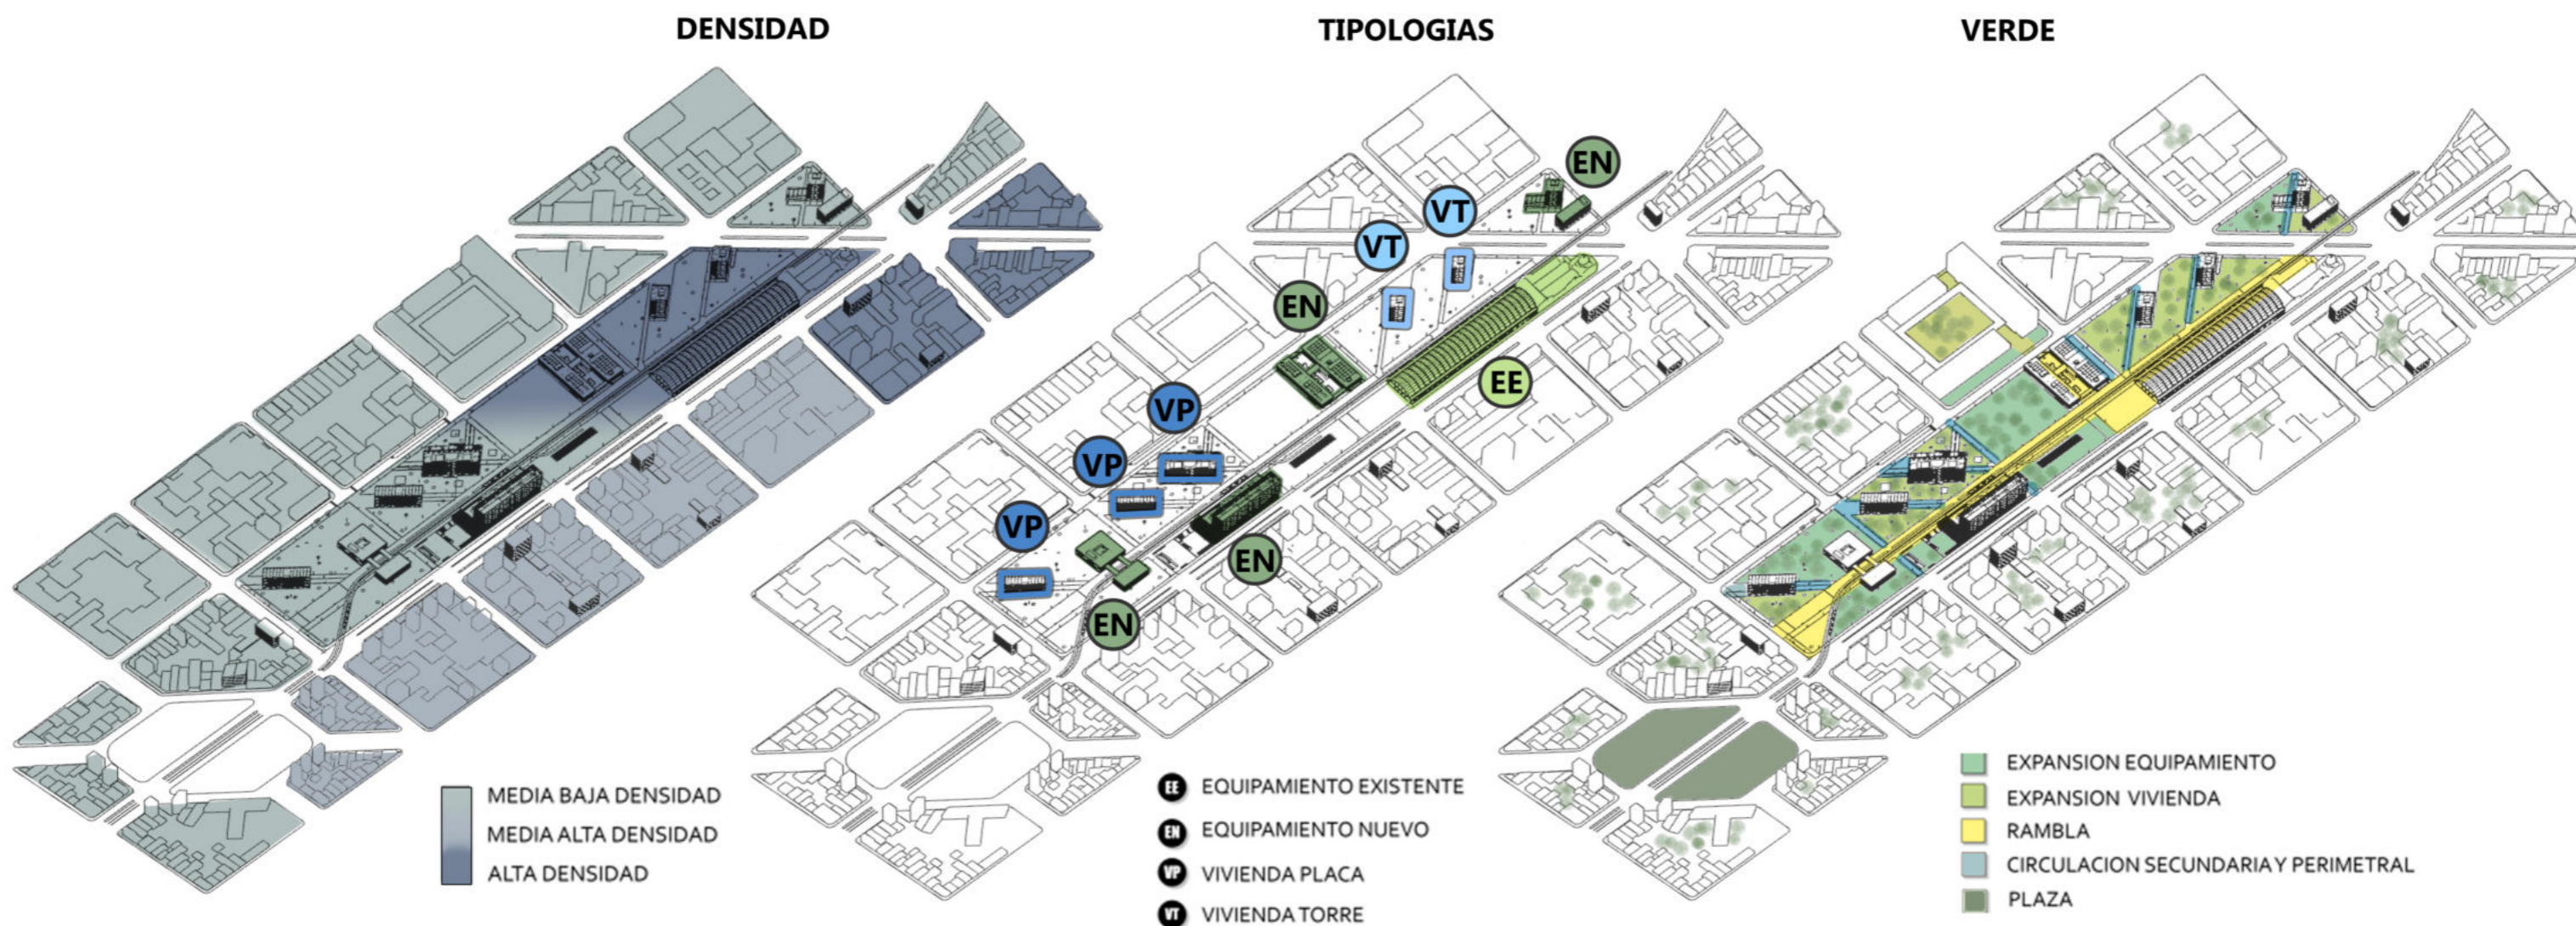 DENSIDAD
TIPOLOGIAS
VERDE
EN
VT
VT
EN
EE
VP
VP
VP
EN
EN
MEDIA BAJA DENSIDAD
MEDIA ALTA DENSIDAD
ALTA DENSIDAD
EE EQUIPAMIENTO EXISTENTE
EN EQUIPAMIENTO NUEVO
VP VIVIENDA PLACA
VT VIVIENDA TORRE
EXPANSION EQUIPAMIENTO
EXPANSION VIVIENDA
RAMBLA
CIRCULACION SECUNDARIA Y PERIMETRAL
PLAZA